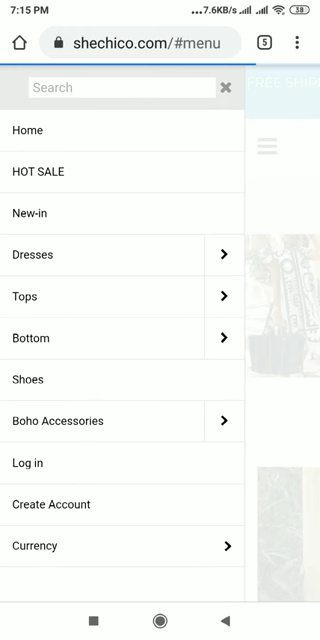 7:15 PM
...7.6KB/s
38
shechico.com/#menu
5
Search
FREE SHIP
Home
HOT SALE
New-in
Dresses
Tops
Bottom
Shoes
Boho Accessories
Log in
Create Account
Currency